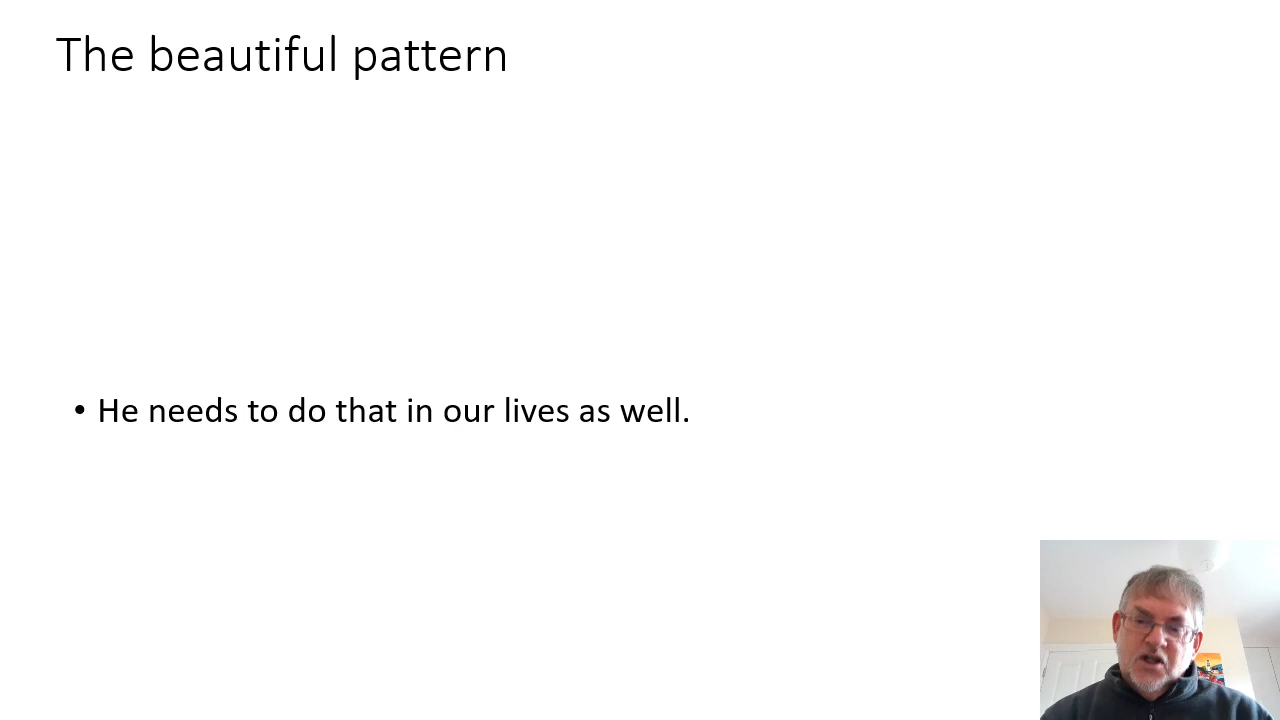 The beautiful pattern
• He needs to do that in our lives as well.